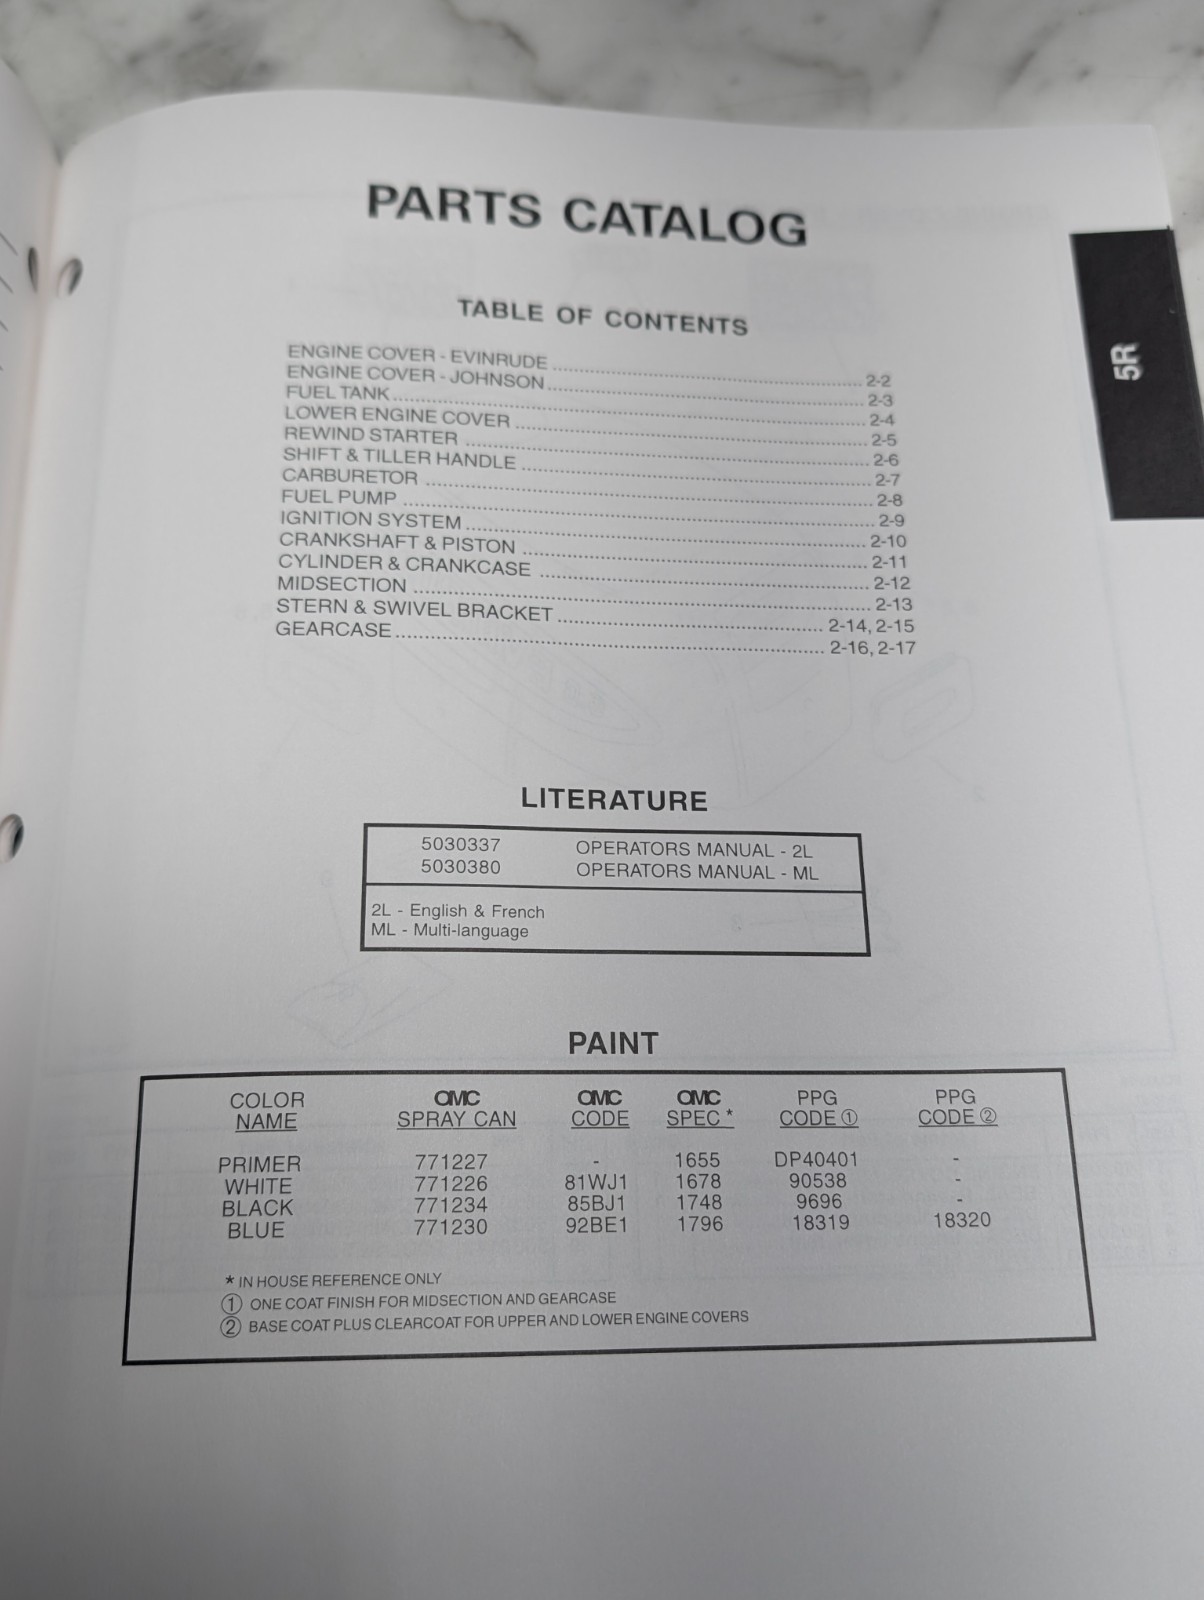 PARTS CATALOG
5R
TABLE OF CONTENTS
ENGINE COVER - EVINRUDE ........ 2-2
ENGINE COVER - JOHNSON ........ 2-3
FUEL TANK ........ 2-4
LOWER ENGINE COVER ........ 2-5
REWIND STARTER ........ 2-6
SHIFT & TILLER HANDLE ........ 2-7
CARBURETOR ........ 2-8
FUEL PUMP ........ 2-9
IGNITION SYSTEM ........ 2-10
CRANKSHAFT & PISTON ........ 2-11
CYLINDER & CRANKCASE ........ 2-12
MIDSECTION ........ 2-13
STERN & SWIVEL BRACKET ........ 2-14, 2-15
GEARCASE ........ 2-16, 2-17
LITERATURE
5030337 OPERATORS MANUAL - 2L
5030380 OPERATORS MANUAL - ML
2L - English & French
ML - Multi-language
PAINT
COLOR OMC OMC OMC PPG PPG
NAME SPRAY CAN CODE SPEC * CODE ① CODE ②
PRIMER 771227 - 1655 DP40401 -
WHITE 771226 81WJ1 1678 90538 -
BLACK 771234 85BJ1 1748 9696 -
BLUE 771230 92BE1 1796 18319 18320
* IN HOUSE REFERENCE ONLY
① ONE COAT FINISH FOR MIDSECTION AND GEARCASE
② BASE COAT PLUS CLEARCOAT FOR UPPER AND LOWER ENGINE COVERS